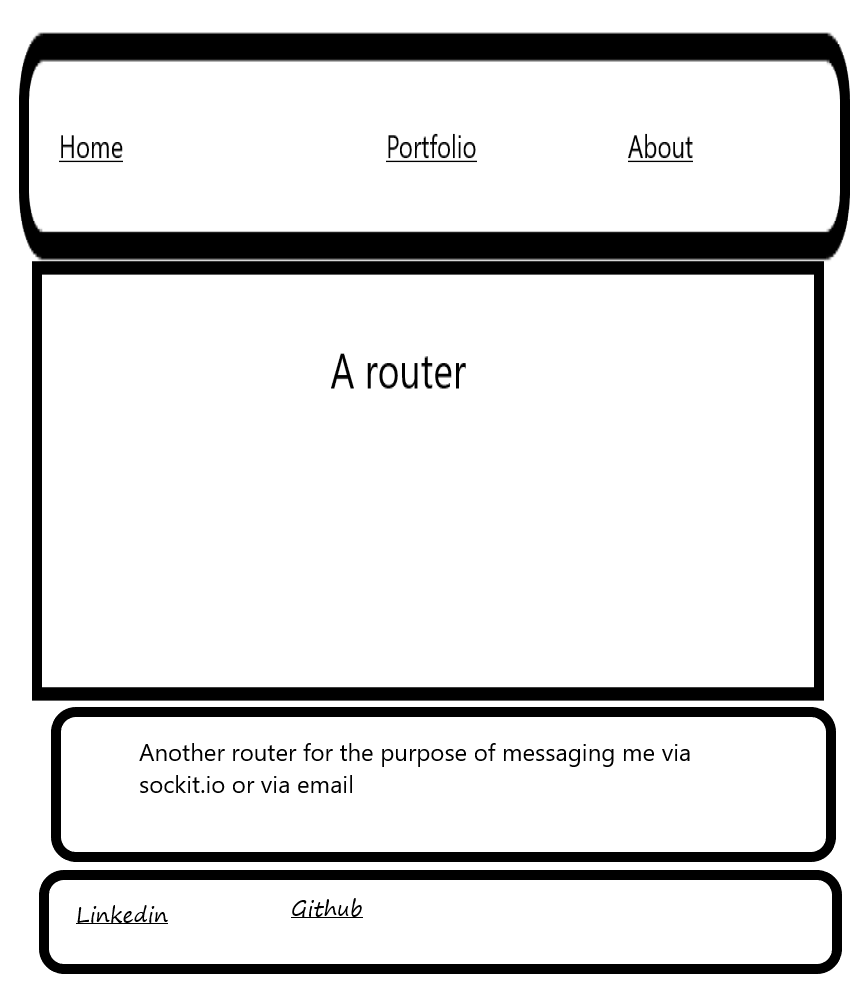 Home Portfolio About
A router
Another router for the purpose of messaging me via
sockit.io or via email
Linkedin Github